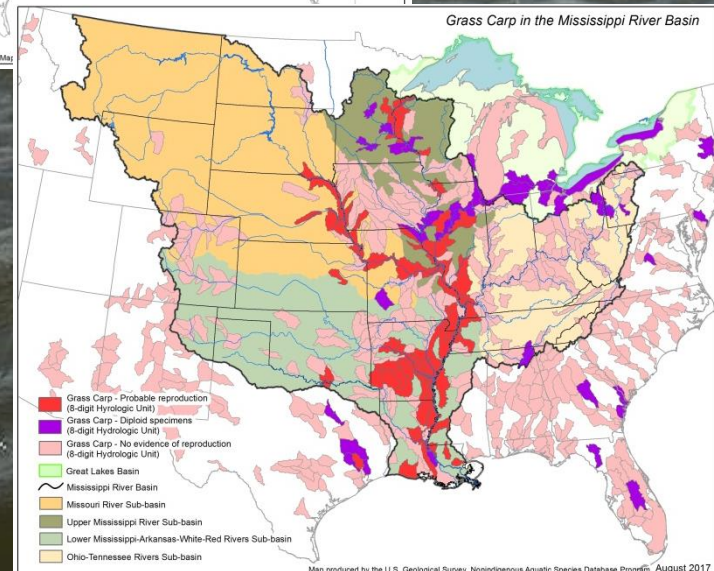 Grass Carp in the Mississippi River Basin
Map
Grass Carp - Probable reproduction
(8-digit Hyrologic Unit)
Grass Carp - Diploid specimens
(8-digit Hydrologic Unit)
Grass Carp - No evidence of reproduction
(8-digit Hydrologic Unit)
Great Lakes Basin
Mississippi River Basin
Missouri River Sub-basin
Upper Mississippi River Sub-basin
Lower Mississippi-Arkansas-White-Red Rivers Sub-basin
Ohio-Tennessee Rivers Sub-basin
Map produced by the U.S. Geological Survey, Nonindigenous Aquatic Species Database Program, August 2017